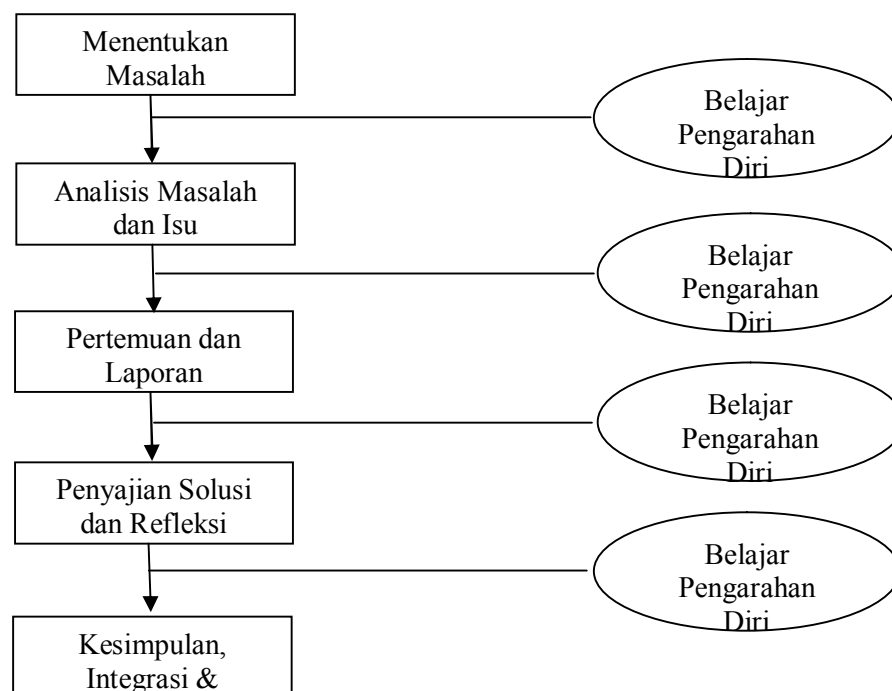 Menentukan
Masalah
Belajar
Pengarahan
Diri
Analisis Masalah
dan Isu
Belajar
Pengarahan
Diri
Pertemuan dan
Laporan
Belajar
Pengarahan
Diri
Penyajian Solusi
dan Refleksi
Belajar
Pengarahan
Diri
Kesimpulan,
Integrasi &